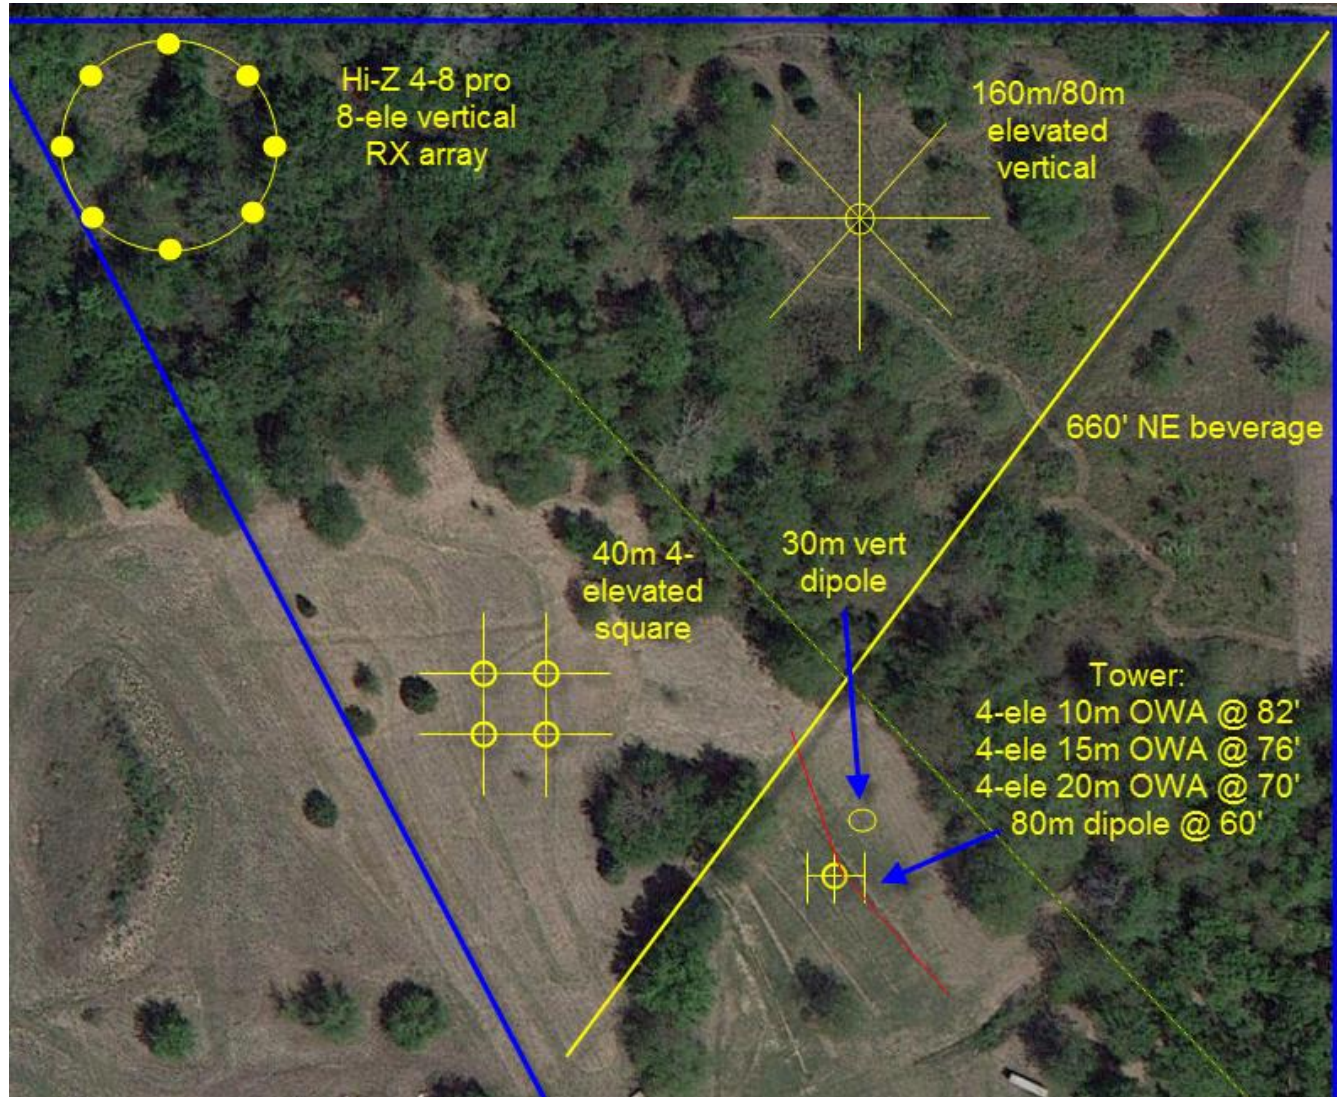 Hi-Z 4-8 pro
8-ele vertical
RX array
160m/80m
elevated
vertical
660' NE beverage
40m 4-
elevated
square
30m vert
dipole
Tower:
4-ele 10m OWA @ 82'
4-ele 15m OWA @ 76'
4-ele 20m OWA @ 70'
80m dipole @ 60'